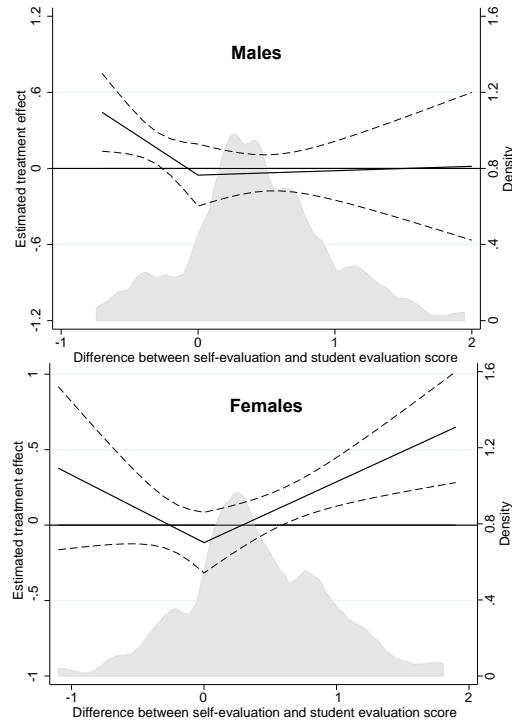 Males
Estimated treatment effect
1.2
.6
0
-.6
-1.2
Density
1.6
1.2
0.8
.4
0
-1 0 1 2
Difference between self-evaluation and student evaluation score
Females
Estimated treatment effect
1
.5
0
-.5
-1
Density
1.6
1.2
0.8
.4
0
-1 0 1 2
Difference between self-evaluation and student evaluation score